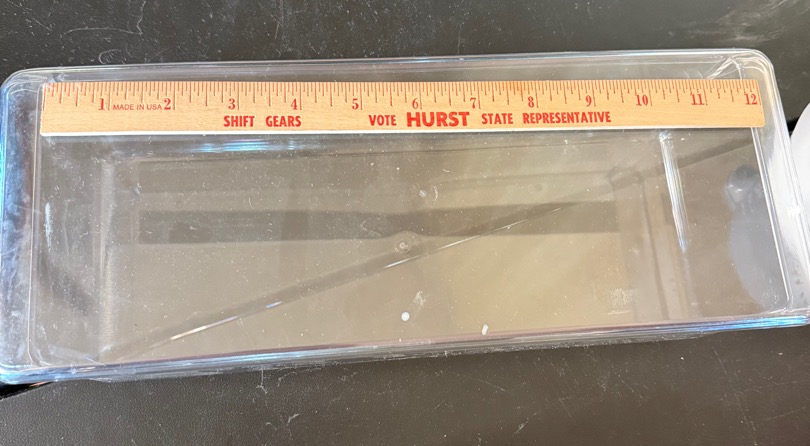 1 MADE IN USA 2 3 4 5 6 7 8 9 10 11 12
SHIFT GEARS VOTE HURST STATE REPRESENTATIVE